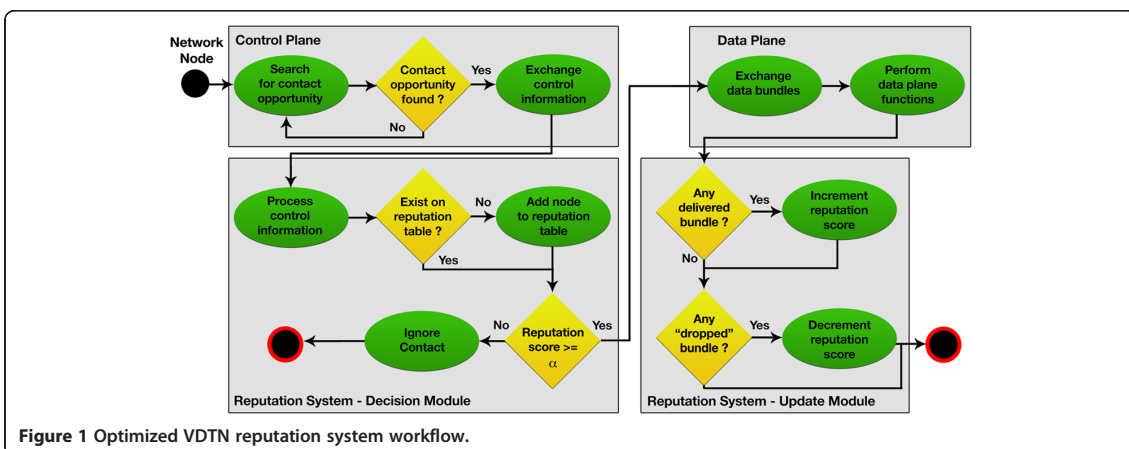 Network
Node
Control Plane
Search
for contact
opportunity
Contact
opportunity
found ?
Yes
No
Exchange
control
information
Data Plane
Exchange
data bundles
Perform
data plane
functions
Process
control
information
Exist on
reputation
table ?
No
Yes
Add node
to reputation
table
Reputation
score >=
α
No
Yes
Ignore
Contact
Reputation System - Decision Module
Any
delivered
bundle ?
Yes
No
Increment
reputation
score
Any
“dropped”
bundle ?
Yes
Decrement
reputation
score
Reputation System - Update Module
Figure 1 Optimized VDTN reputation system workflow.